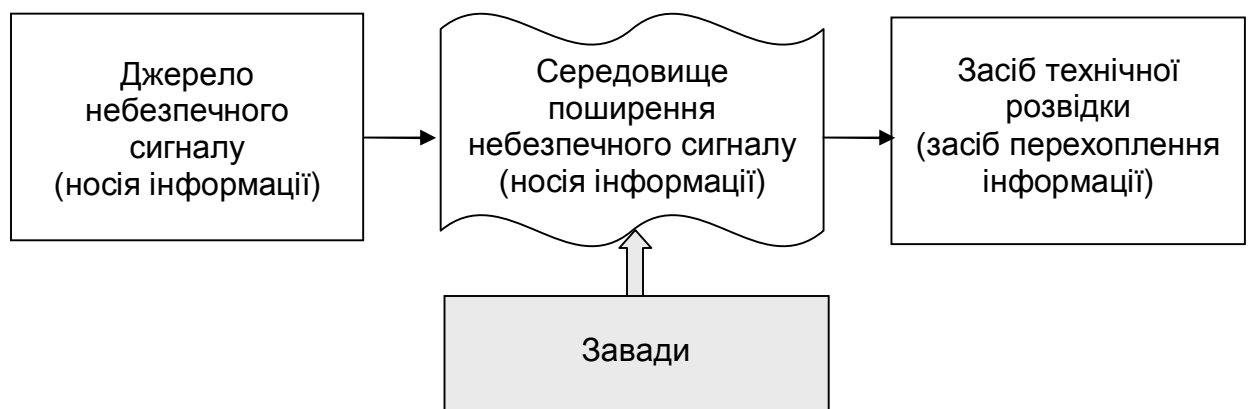 Джерело
небезпечного
сигналу
(носія інформації)
Середовище
поширення
небезпечного сигналу
(носія інформації)
Засіб технічної
розвідки
(засіб перехоплення
інформації)
Завади